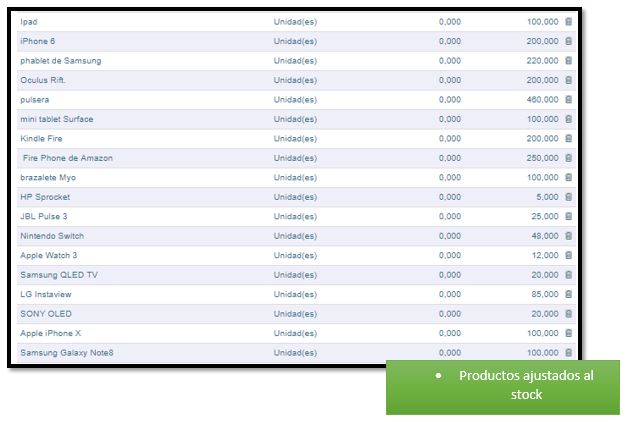 Ipad Unidad(es) 0,000 100,000
iPhone 6 Unidad(es) 0,000 200,000
phablet de Samsung Unidad(es) 0,000 220,000
Oculus Rift. Unidad(es) 0,000 200,000
pulsera Unidad(es) 0,000 460,000
mini tablet Surface Unidad(es) 0,000 100,000
Kindle Fire Unidad(es) 0,000 200,000
Fire Phone de Amazon Unidad(es) 0,000 250,000
brazalete Myo Unidad(es) 0,000 100,000
HP Sprocket Unidad(es) 0,000 5,000
JBL Pulse 3 Unidad(es) 0,000 25,000
Nintendo Switch Unidad(es) 0,000 48,000
Apple Watch 3 Unidad(es) 0,000 12,000
Samsung QLED TV Unidad(es) 0,000 20,000
LG Instaview Unidad(es) 0,000 85,000
SONY OLED Unidad(es) 0,000 20,000
Apple iPhone X Unidad(es) 0,000 100,000
Samsung Galaxy Note8 Unidad(es) 0,000 100,000
• Productos ajustados al
stock